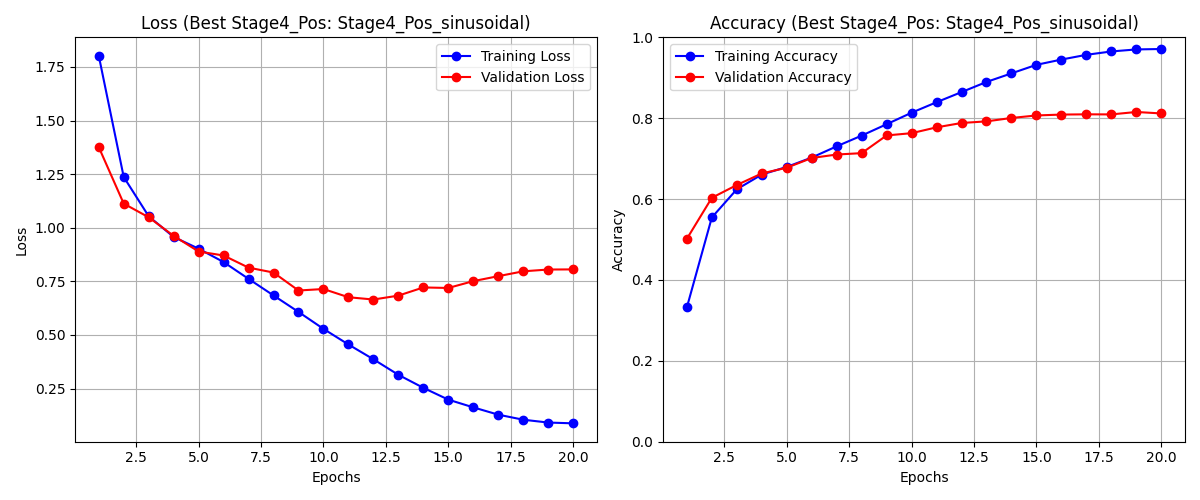 Loss (Best Stage4_Pos: Stage4_Pos_sinusoidal)
Training Loss
Validation Loss
1.75
1.50
1.25
1.00
0.75
0.50
0.25
Loss
2.5 5.0 7.5 10.0 12.5 15.0 17.5 20.0
Epochs
Accuracy (Best Stage4_Pos: Stage4_Pos_sinusoidal)
Training Accuracy
Validation Accuracy
1.0
0.8
0.6
0.4
0.2
0.0
Accuracy
2.5 5.0 7.5 10.0 12.5 15.0 17.5 20.0
Epochs